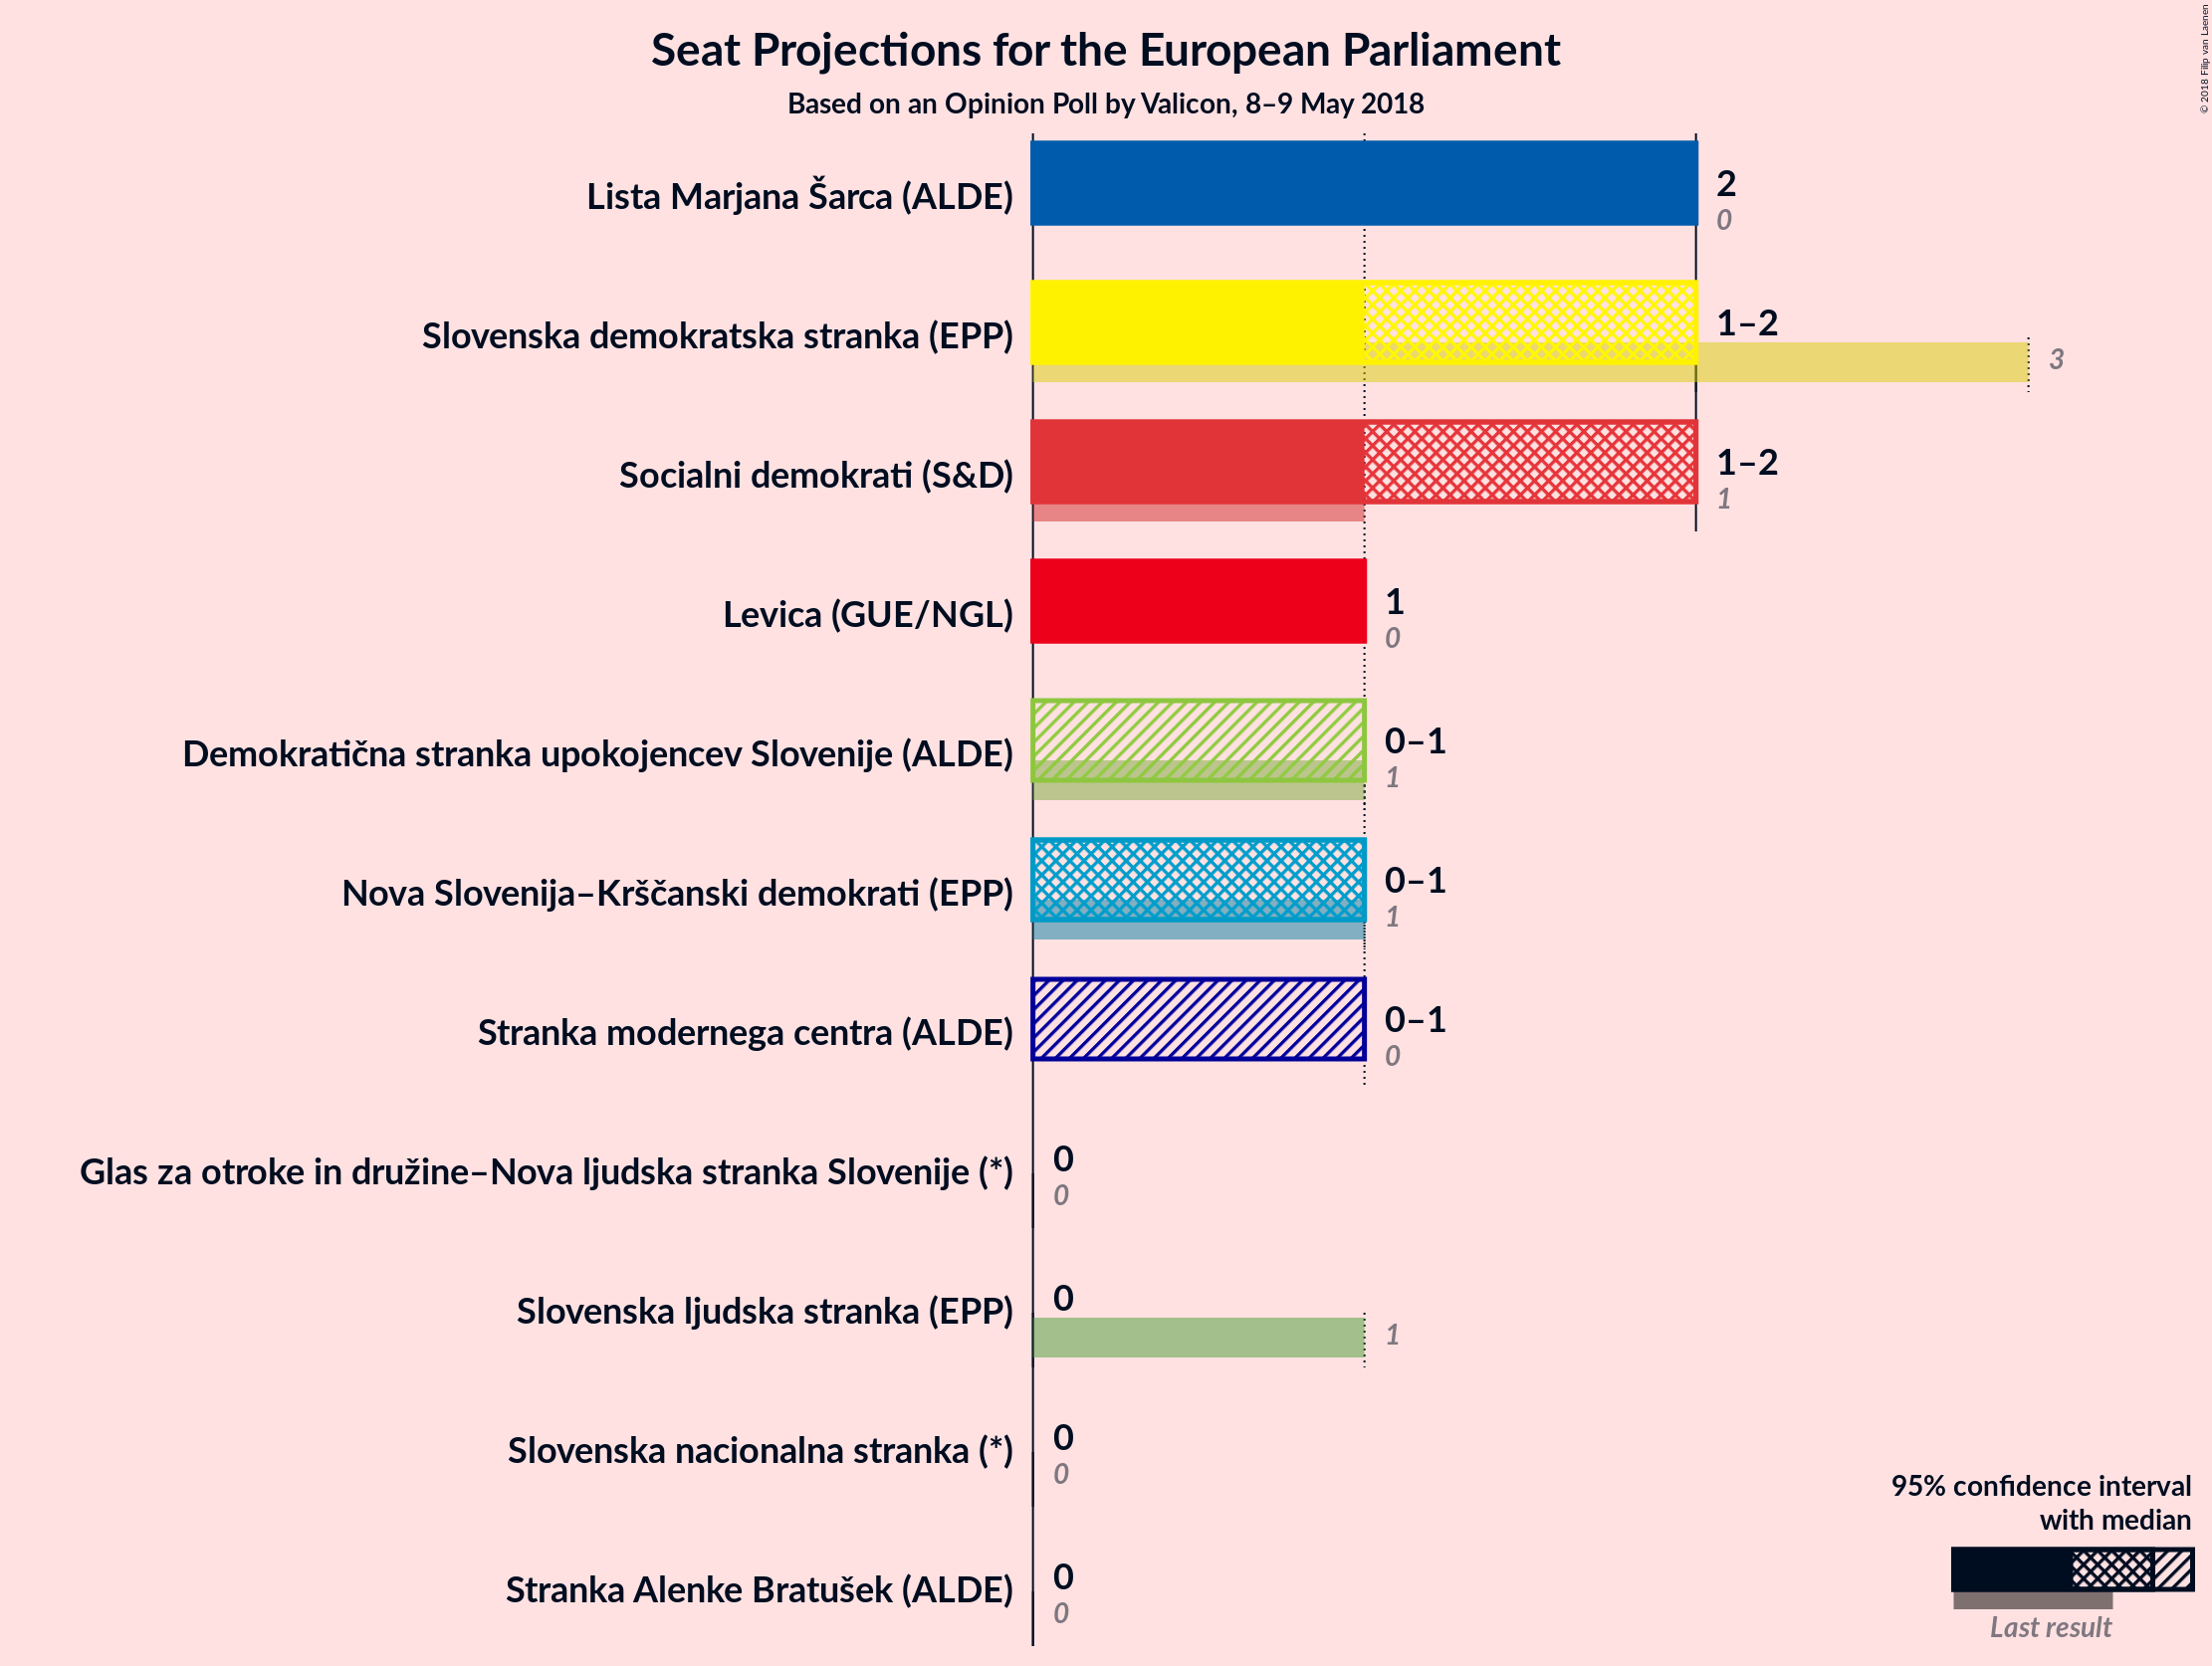 Seat Projections for the European Parliament
Based on an Opinion Poll by Valicon, 8–9 May 2018
© 2018 Filip van Laenen
Lista Marjana Šarca (ALDE)
2
0
Slovenska demokratska stranka (EPP)
1–2
3
Socialni demokrati (S&D)
1–2
1
Levica (GUE/NGL)
1
0
Demokratična stranka upokojencev Slovenije (ALDE)
0–1
1
Nova Slovenija–Krščanski demokrati (EPP)
0–1
1
Stranka modernega centra (ALDE)
0–1
0
Glas za otroke in družine–Nova ljudska stranka Slovenije (*)
0
0
Slovenska ljudska stranka (EPP)
0
1
Slovenska nacionalna stranka (*)
0
0
Stranka Alenke Bratušek (ALDE)
0
0
95% confidence interval
with median
Last result